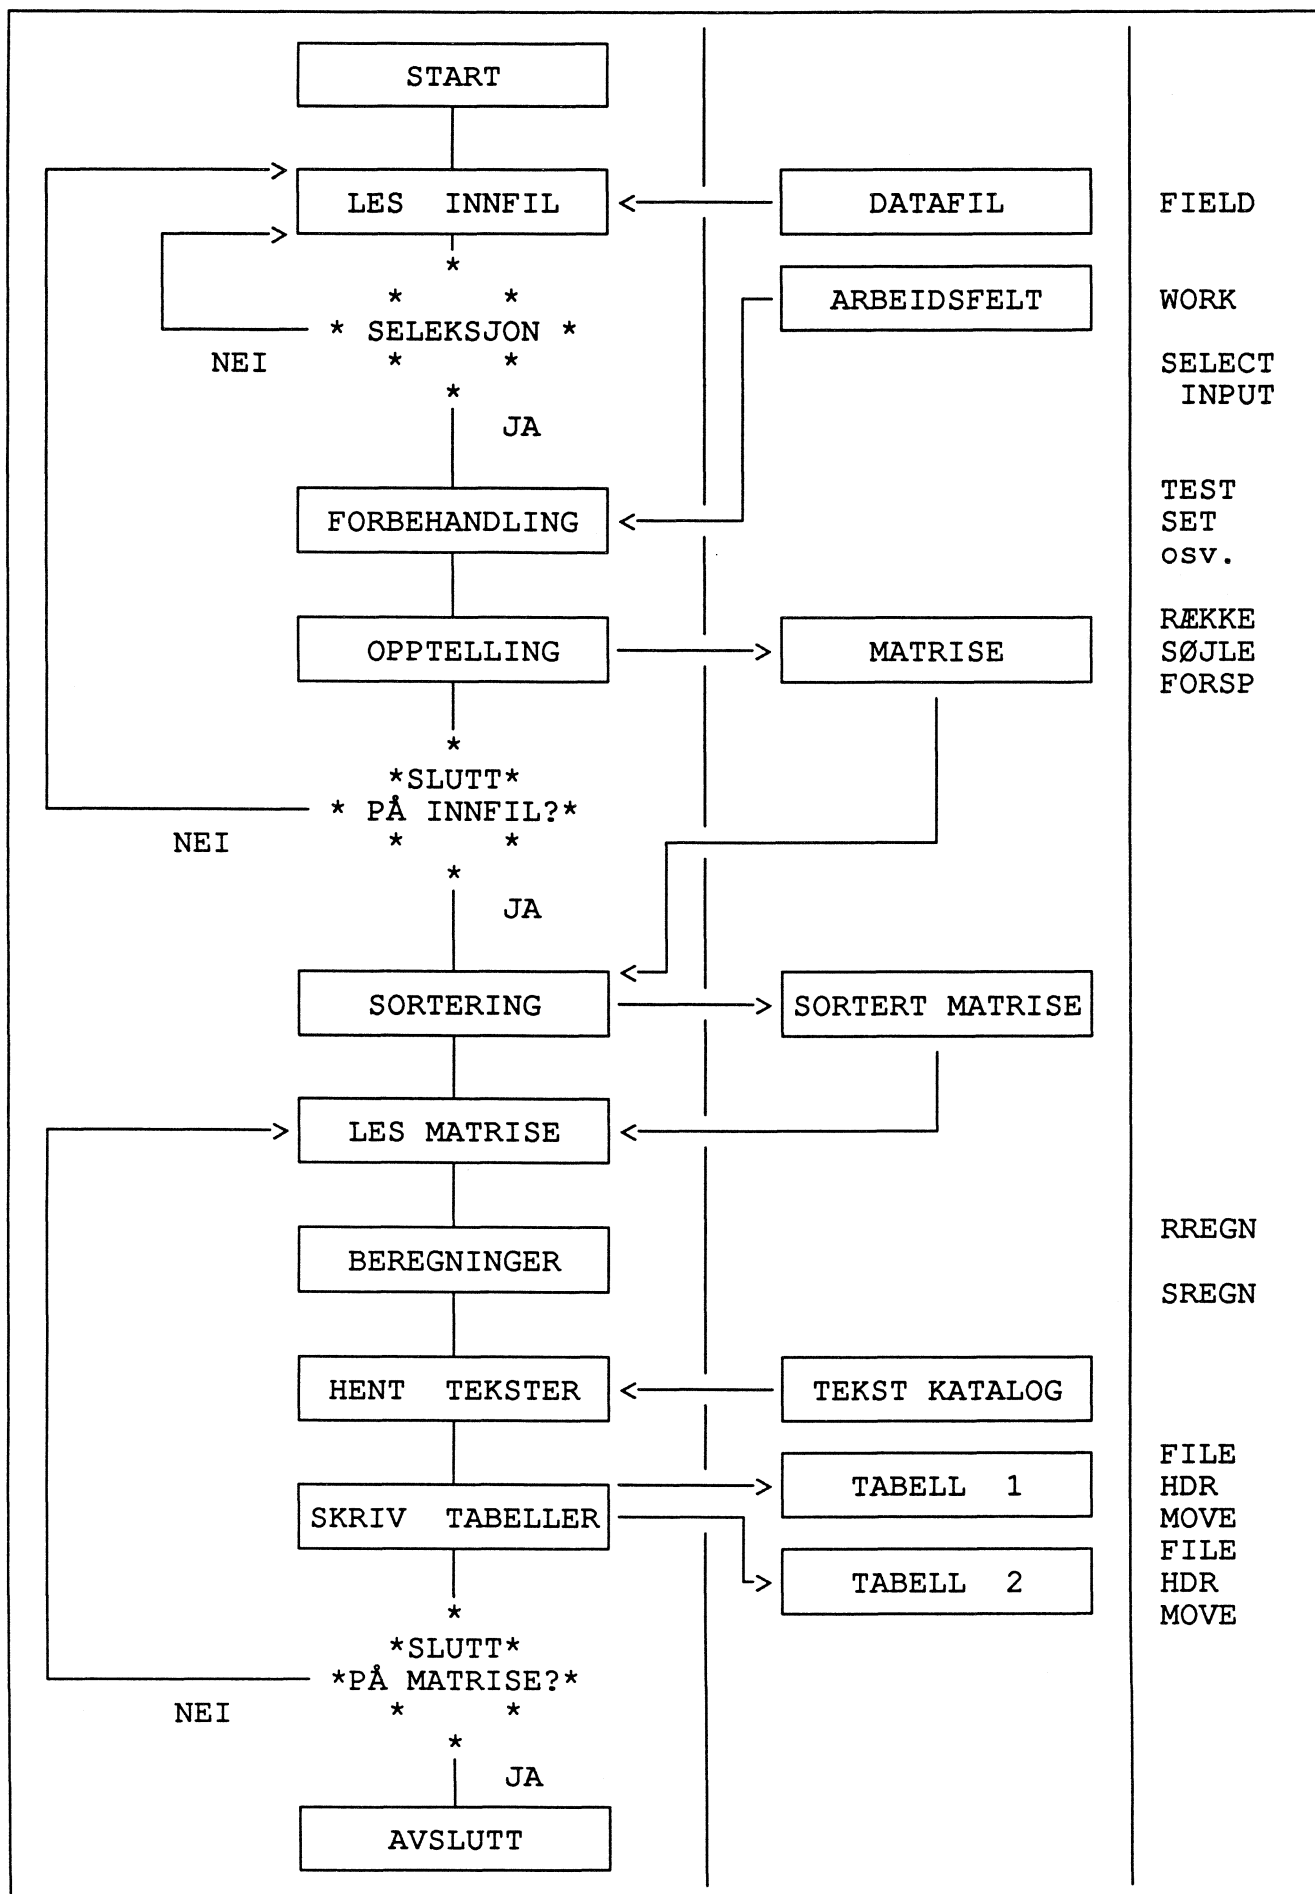 START
LES INNFIL
DATAFIL
FIELD
*
* *
ARBEIDSFELT
WORK
* SELEKSJON *
NEI
* *
SELECT
INPUT
*
JA
TEST
FORBEHANDLING
SET
osv.
RÆKKE
OPPTELLING
MATRISE
SØJLE
FORSP
*
*SLUTT*
* PÅ INNFIL?*
NEI
* *
*
JA
SORTERING
SORTERT MATRISE
LES MATRISE
RREGN
BEREGNINGER
SREGN
HENT TEKSTER
TEKST KATALOG
FILE
TABELL 1
HDR
SKRIV TABELLER
MOVE
FILE
TABELL 2
HDR
MOVE
*
*SLUTT*
*PÅ MATRISE?*
NEI
* *
*
JA
AVSLUTT